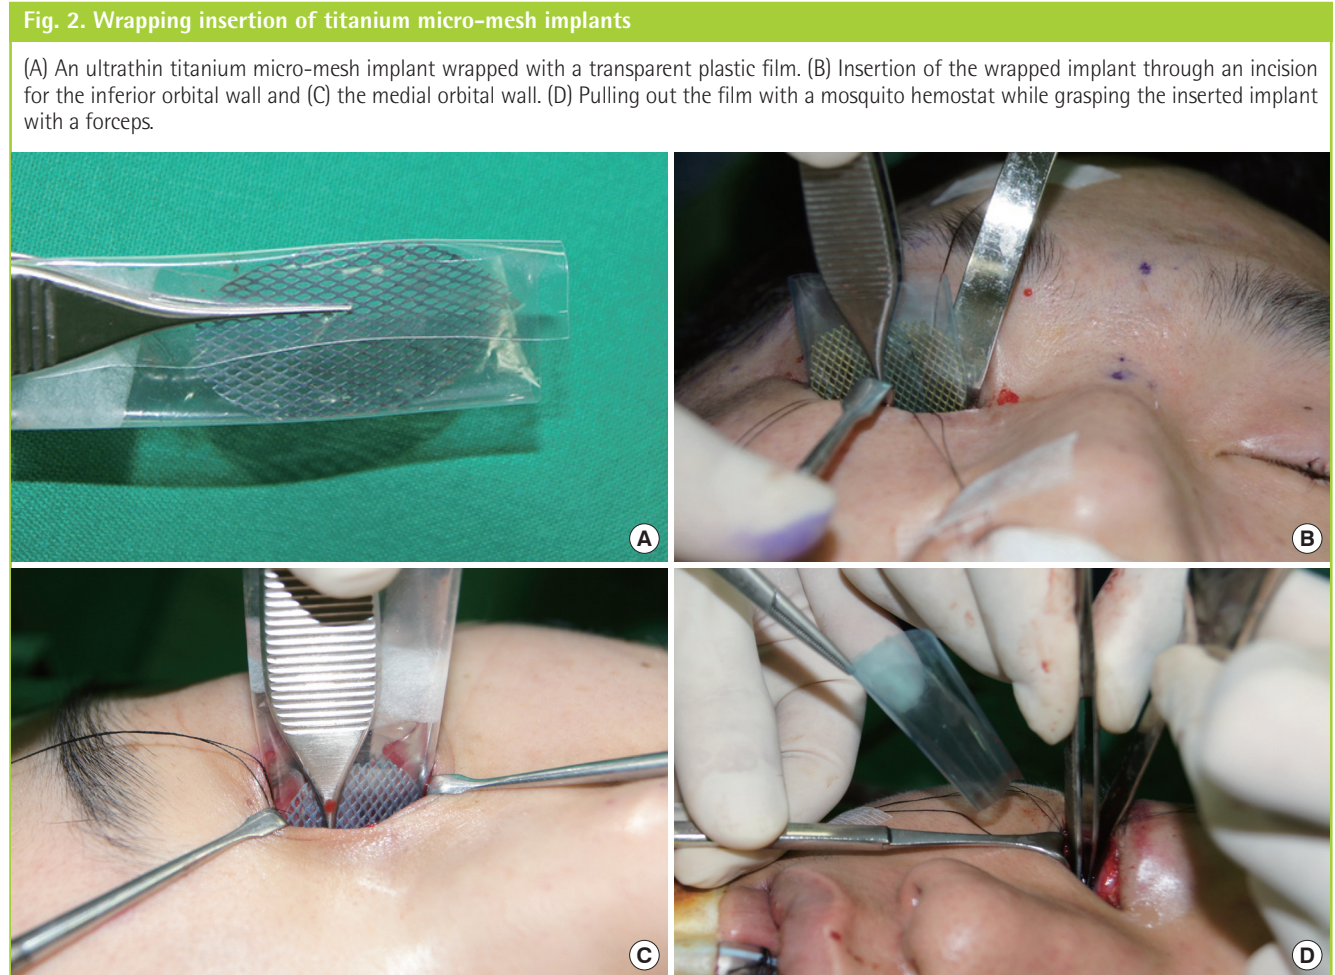 Fig. 2. Wrapping insertion of titanium micro-mesh implants
(A) An ultrathin titanium micro-mesh implant wrapped with a transparent plastic film. (B) Insertion of the wrapped implant through an incision
for the inferior orbital wall and (C) the medial orbital wall. (D) Pulling out the film with a mosquito hemostat while grasping the inserted implant
with a forceps.
A
B
C
D